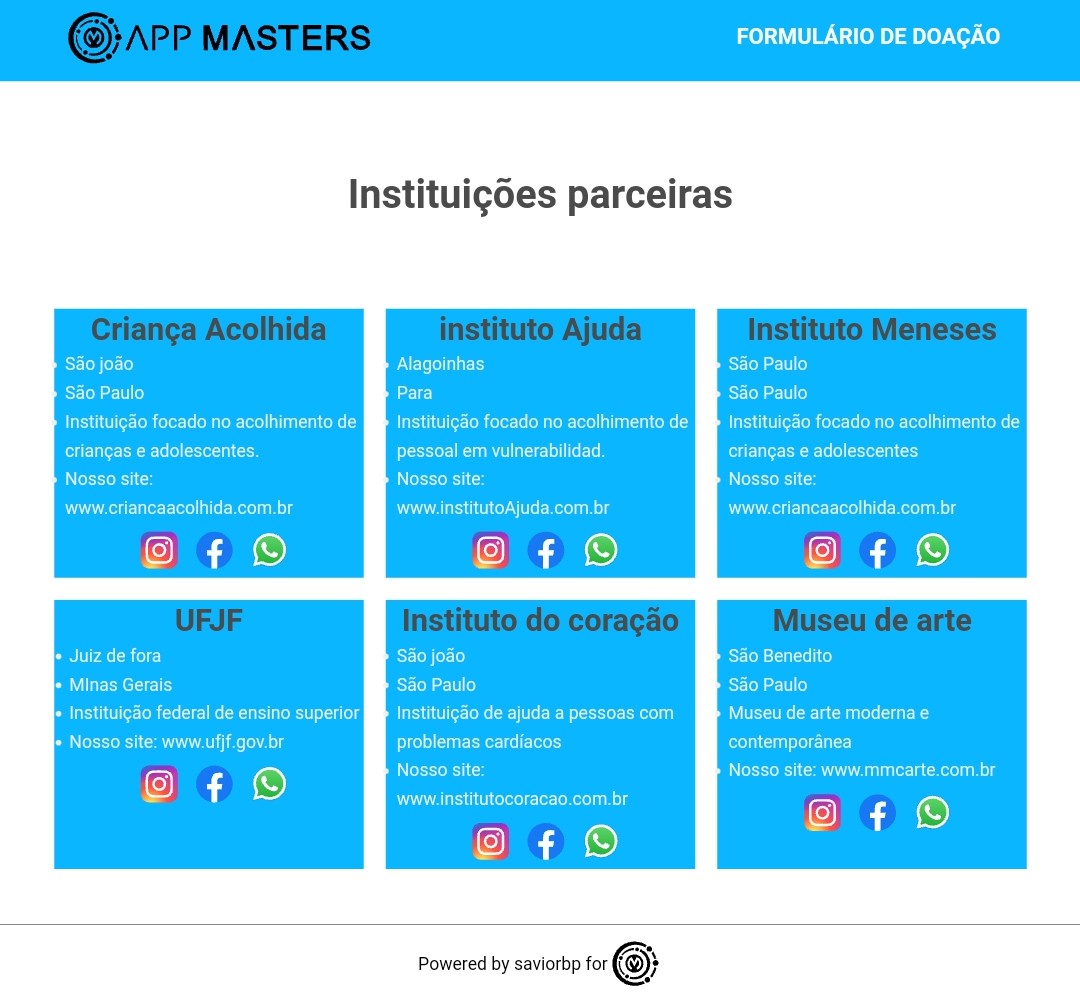 APP MASTERS
FORMULÁRIO DE DOAÇÃO
Instituições parceiras
Criança Acolhida
São joão
São Paulo
Instituição focado no acolhimento de
crianças e adolescentes.
Nosso site:
www.criancaacolhida.com.br
instituto Ajuda
Alagoinhas
Para
Instituição focado no acolhimento de
pessoal em vulnerabilidad.
Nosso site:
www.institutoAjuda.com.br
Instituto Meneses
São Paulo
São Paulo
Instituição focado no acolhimento de
crianças e adolescentes
Nosso site:
www.criancaacolhida.com.br
UFJF
Juiz de fora
MInas Gerais
Instituição federal de ensino superior
Nosso site: www.ufjf.gov.br
Instituto do coração
São joão
São Paulo
Instituição de ajuda a pessoas com
problemas cardíacos
Nosso site:
www.institutocoracao.com.br
Museu de arte
São Benedito
São Paulo
Museu de arte moderna e
contemporânea
Nosso site: www.mmcarte.com.br
Powered by saviorbp for